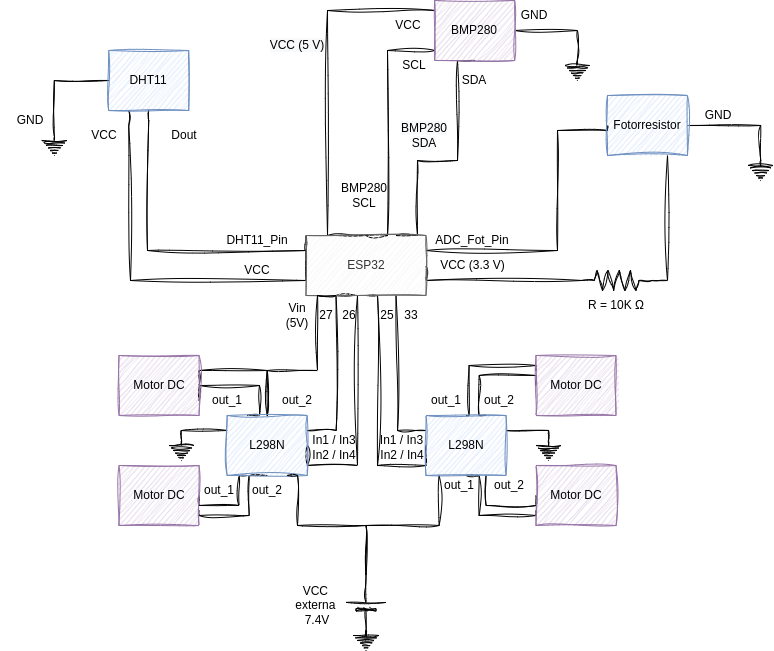 VCC
BMP280
GND
VCC (5 V)
SCL
SDA
DHT11
GND
VCC
Dout
BMP280
SDA
Fotorresistor
GND
BMP280
SCL
DHT11_Pin
VCC
ESP32
ADC_Fot_Pin
VCC (3.3 V)
R = 10K Ω
Vin
(5V)
27
26
25
33
Motor DC
out_1
out_2
out_1
out_2
Motor DC
L298N
In1 / In3
In2 / In4
In1 / In3
In2 / In4
L298N
Motor DC
out_1
out_2
out_1
out_2
Motor DC
VCC
externa
7.4V